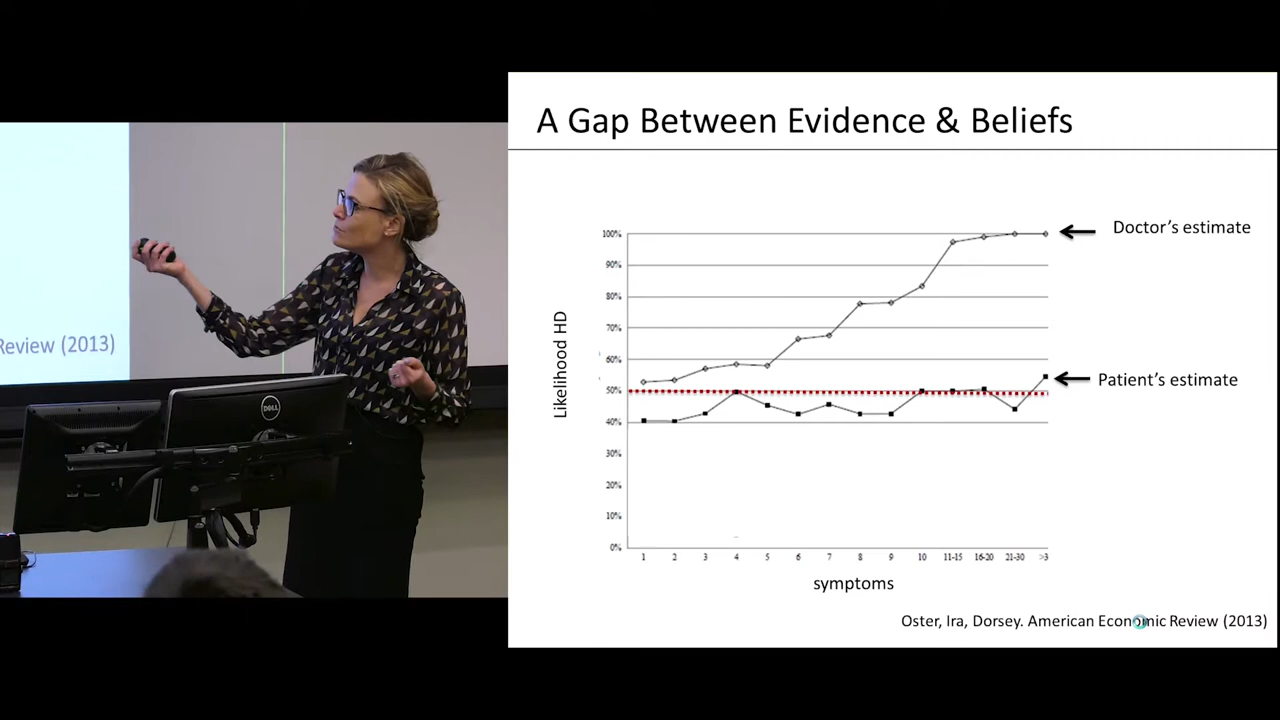 A Gap Between Evidence & Beliefs
Doctor's estimate
100%
90%
80%
70%
60%
50%
40%
30%
20%
10%
0%
Likelihood HD
Patient's estimate
1 2 3 4 5 6 7 8 9 10 11-15 16-20 21-30 >3
symptoms
Oster, Ira, Dorsey. American Economic Review (2013)
Review (2013)
DELL